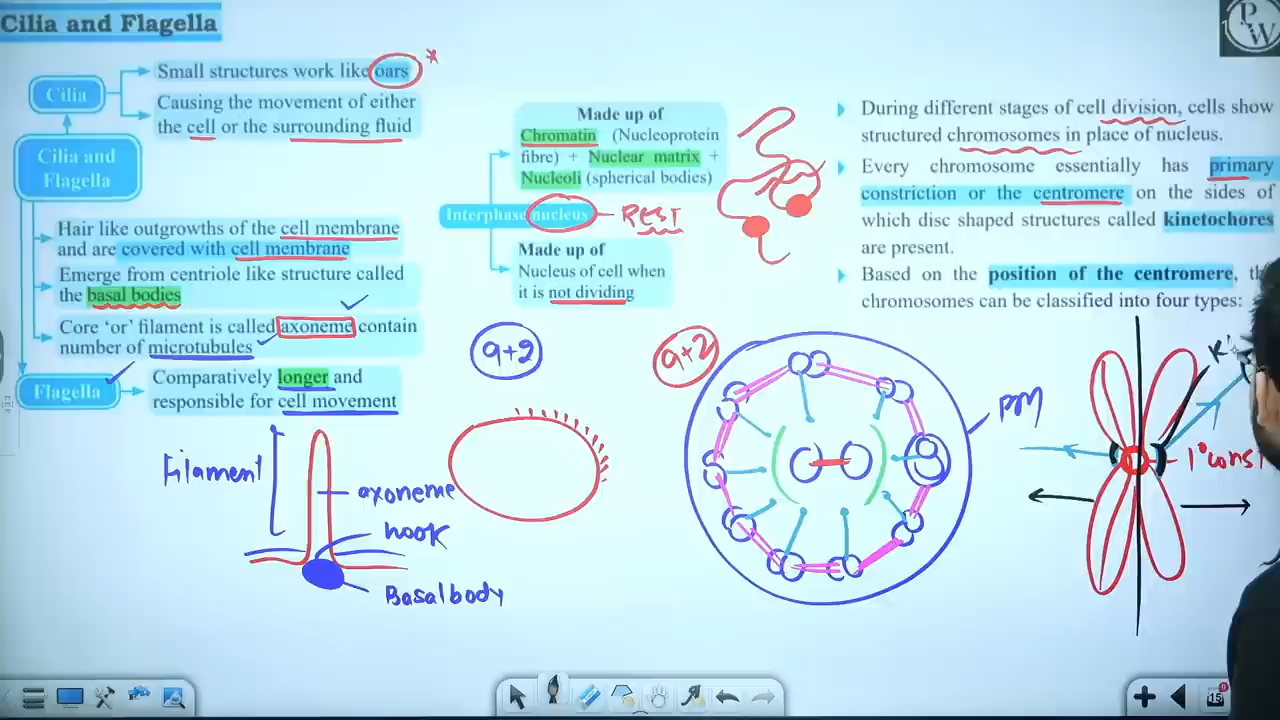 Cilia and Flagella
PW
Cilia
Small structures work like oars *
Causing the movement of either
the cell or the surrounding fluid
Cilia and
Flagella
Hair like outgrowths of the cell membrane
and are covered with cell membrane
Emerge from centriole like structure called
the basal bodies
Core ‘or’ filament is called axoneme contain
number of microtubules
Flagella
Comparatively longer and
responsible for cell movement
Filament
axoneme
hook
Basalbody
Made up of
Chromatin (Nucleoprotein
fibre) + Nuclear matrix +
Nucleoli (spherical bodies)
Interphase nucleus
REST
Made up of
Nucleus of cell when
it is not dividing
9+2
9+2
PM
During different stages of cell division, cells show
structured chromosomes in place of nucleus.
Every chromosome essentially has primary
constriction or the centromere on the sides of
which disc shaped structures called kinetochores
are present.
Based on the position of the centromere,
chromosomes can be classified into four types:
1° const
15